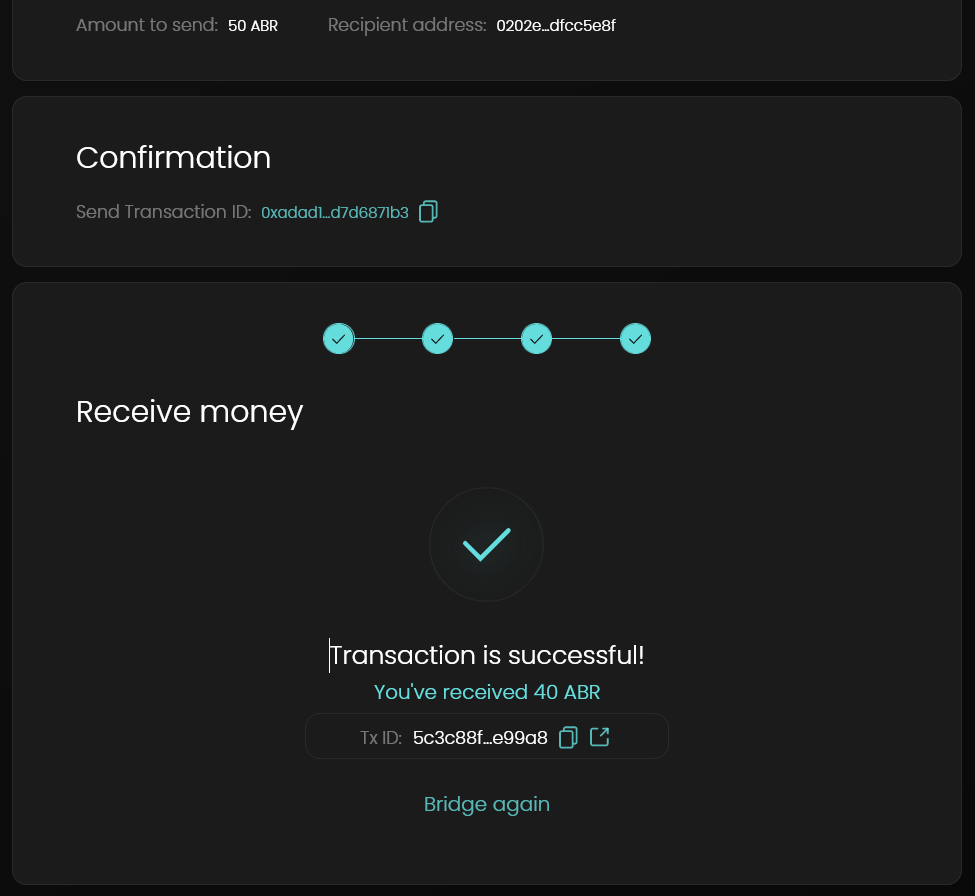 Amount to send: 50 ABR Recipient address: 0202e...dfcc5e8f
Confirmation
Send Transaction ID: 0xadad1...d7d6871b3
Receive money
Transaction is successful!
You've received 40 ABR
Tx ID: 5c3c88f...e99a8
Bridge again